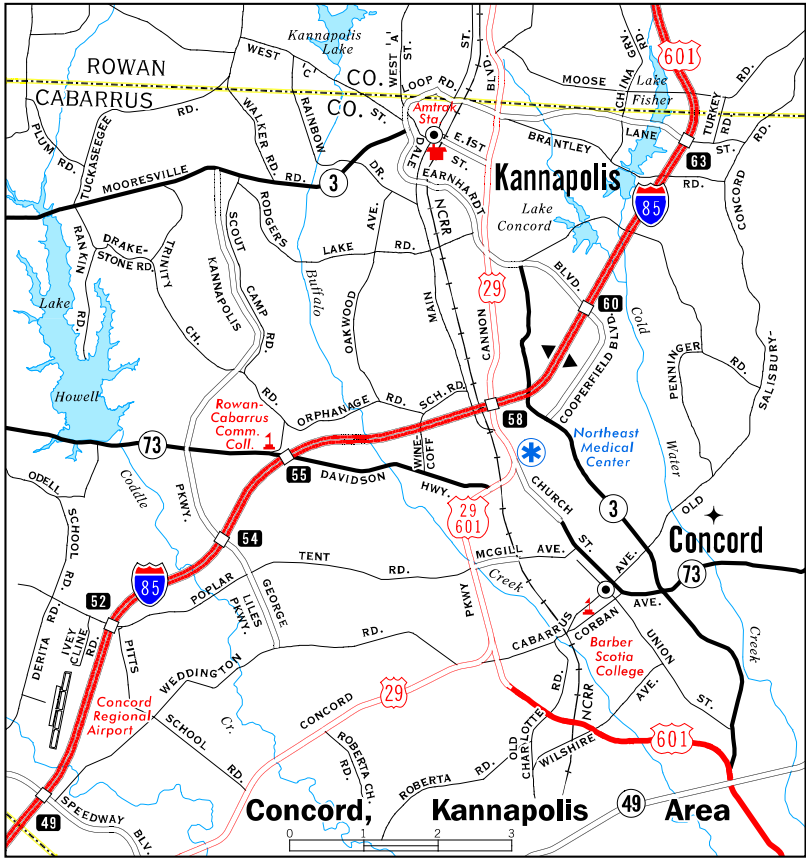 Kannapolis
Lake
WEST 'A' ST.
ST.
BLVD.
CHINA GRV. RD.
601
ROWAN CO.
CABARRUS CO.
WEST 'C' ST.
LOOP RD.
MOOSE RD.
Lake
Fisher
TURKEY RD.
Amtrak
Sta.
E. 1ST ST.
BRANTLEY RD.
LANE ST.
63
PLUM RD.
TUCKASEEGEE RD.
WALKER RD.
RAINBOW DR.
MOORESVILLE RD.
3
DALE EARNHARDT BLVD.
Kannapolis
85
CONCORD
Lake
Concord
NCRR
RANKIN RD.
DRAKE-
STONE RD.
TRINITY CH. RD.
KANNAPOLIS PKWY.
SCOUT CAMP RD.
RODGERS LAKE RD.
AVE.
OAKWOOD
MAIN
29
CANNON
Buffalo
60
Cold
Lake
Howell
COOPERFIELD BLVD.
PENNINGER RD.
SALISBURY-
Rowan-
Cabarrus
Comm.
Coll.
ORPHANAGE RD.
SCH. RD.
WINE-
COFF
58
Northeast
Medical
Center
Water
73
55
DAVIDSON HWY.
ODELL
SCHOOL RD.
Coddle
29
601
CHURCH ST.
3
OLD
Concord
54
52
85
POPLAR TENT RD.
MCGILL AVE.
Creek
AVE.
73
DERITA RD.
IVEY
CLINE
RD.
PITTS
GEORGE
LILES
PKWY.
PKWY
CABARRUS
CORBAN AVE.
Barber
Scotia
College
UNION ST.
Creek
WEDDINGTON RD.
Concord
Regional
Airport
SCHOOL RD.
Cr.
CONCORD
29
ROBERTA CH.
RD.
ROBERTA RD.
OLD
CHARLOTTE RD.
NCRR
WILSHIRE AVE.
601
49
SPEEDWAY BLV.
49
Concord, Kannapolis Area
0 1 2 3